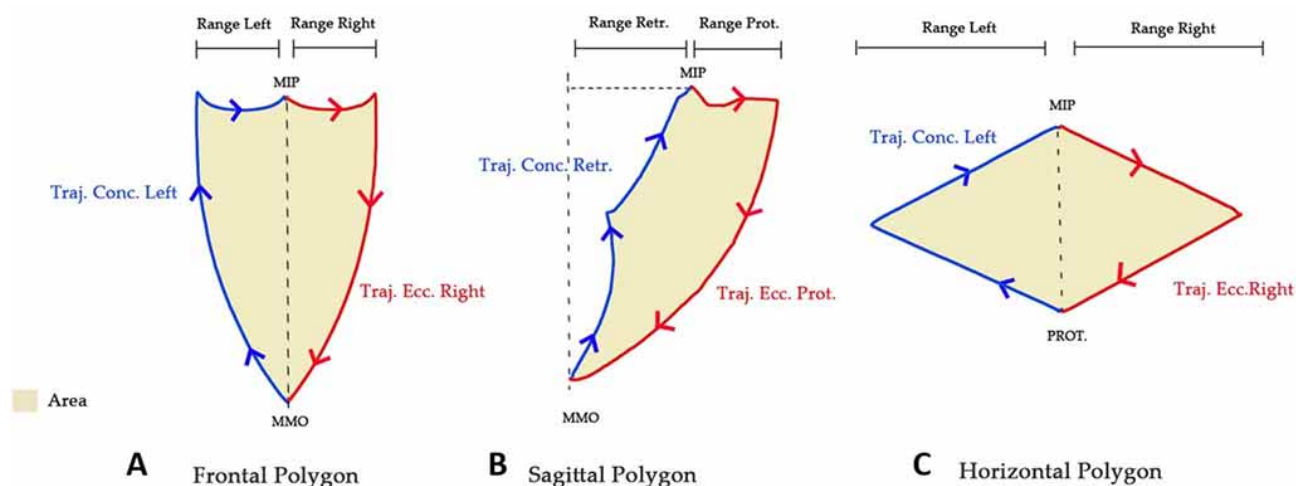 Range Left
Range Right
MIP
Traj. Conc. Left
Traj. Ecc. Right
MMO
Area
A
Frontal Polygon
Range Retr.
Range Prot.
MIP
Traj. Conc. Retr.
Traj. Ecc. Prot.
MMO
B
Sagittal Polygon
Range Left
Range Right
MIP
Traj. Conc. Left
Traj. Ecc.Right
PROT.
C
Horizontal Polygon